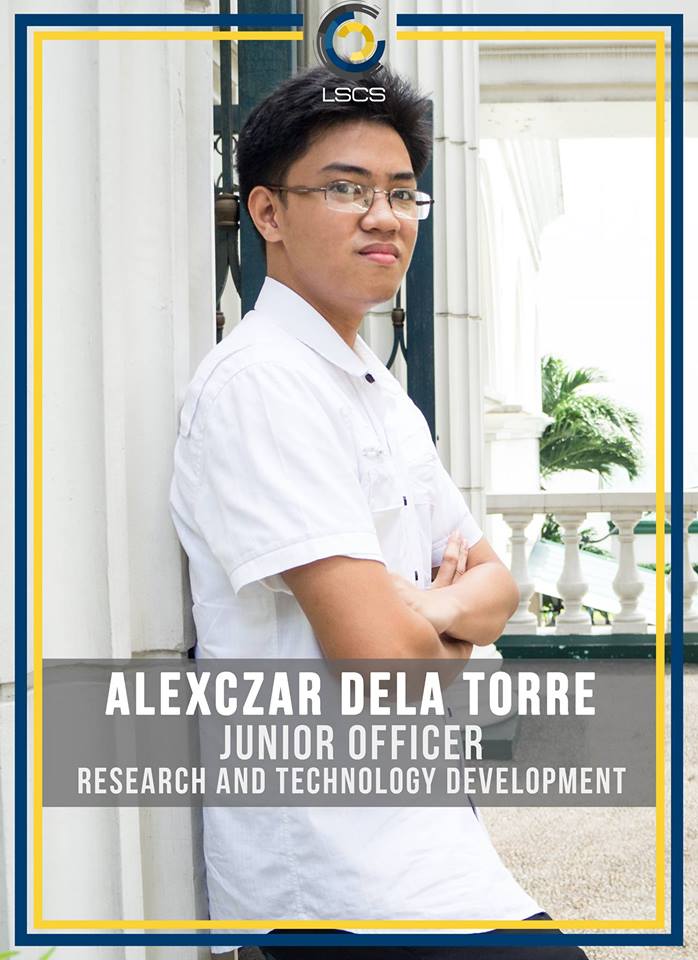 LSCS
ALEXCZAR DELA TORRE
JUNIOR OFFICER
RESEARCH AND TECHNOLOGY DEVELOPMENT